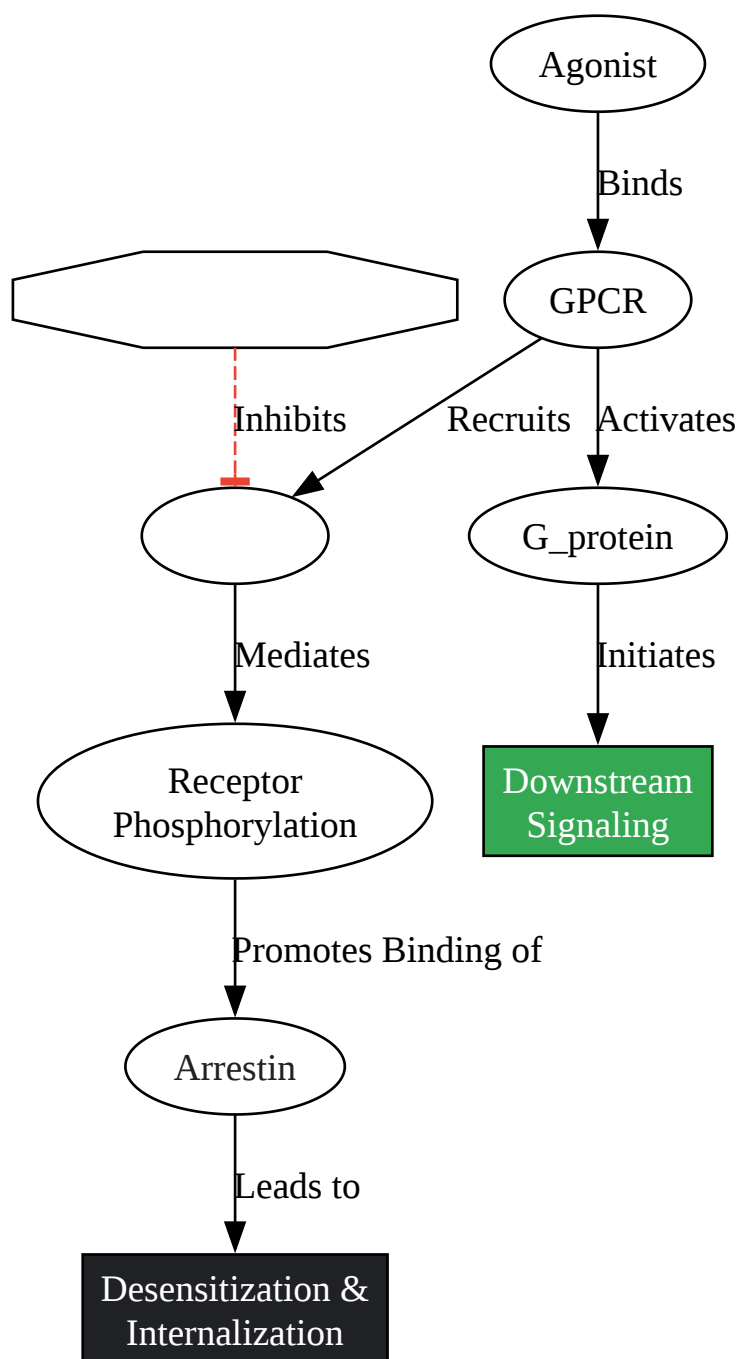 Agonist
Binds
GPCR
Inhibits
Recruits
Activates
G_protein
Mediates
Initiates
Receptor
Phosphorylation
Downstream
Signaling
Promotes Binding of
Arrestin
Leads to
Desensitization &
Internalization